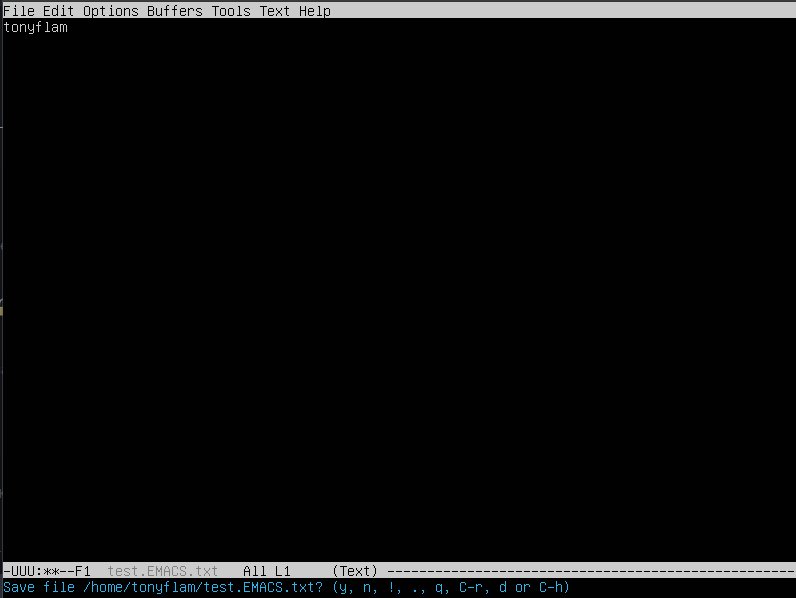 File Edit Options Buffers Tools Text Help
tonyflam
-UUU:**--F1  test.EMACS.txt   All L1     (Text) ---------------------------------------------------
Save file /home/tonyflam/test.EMACS.txt? (y, n, !, ., q, C-r, d or C-h)